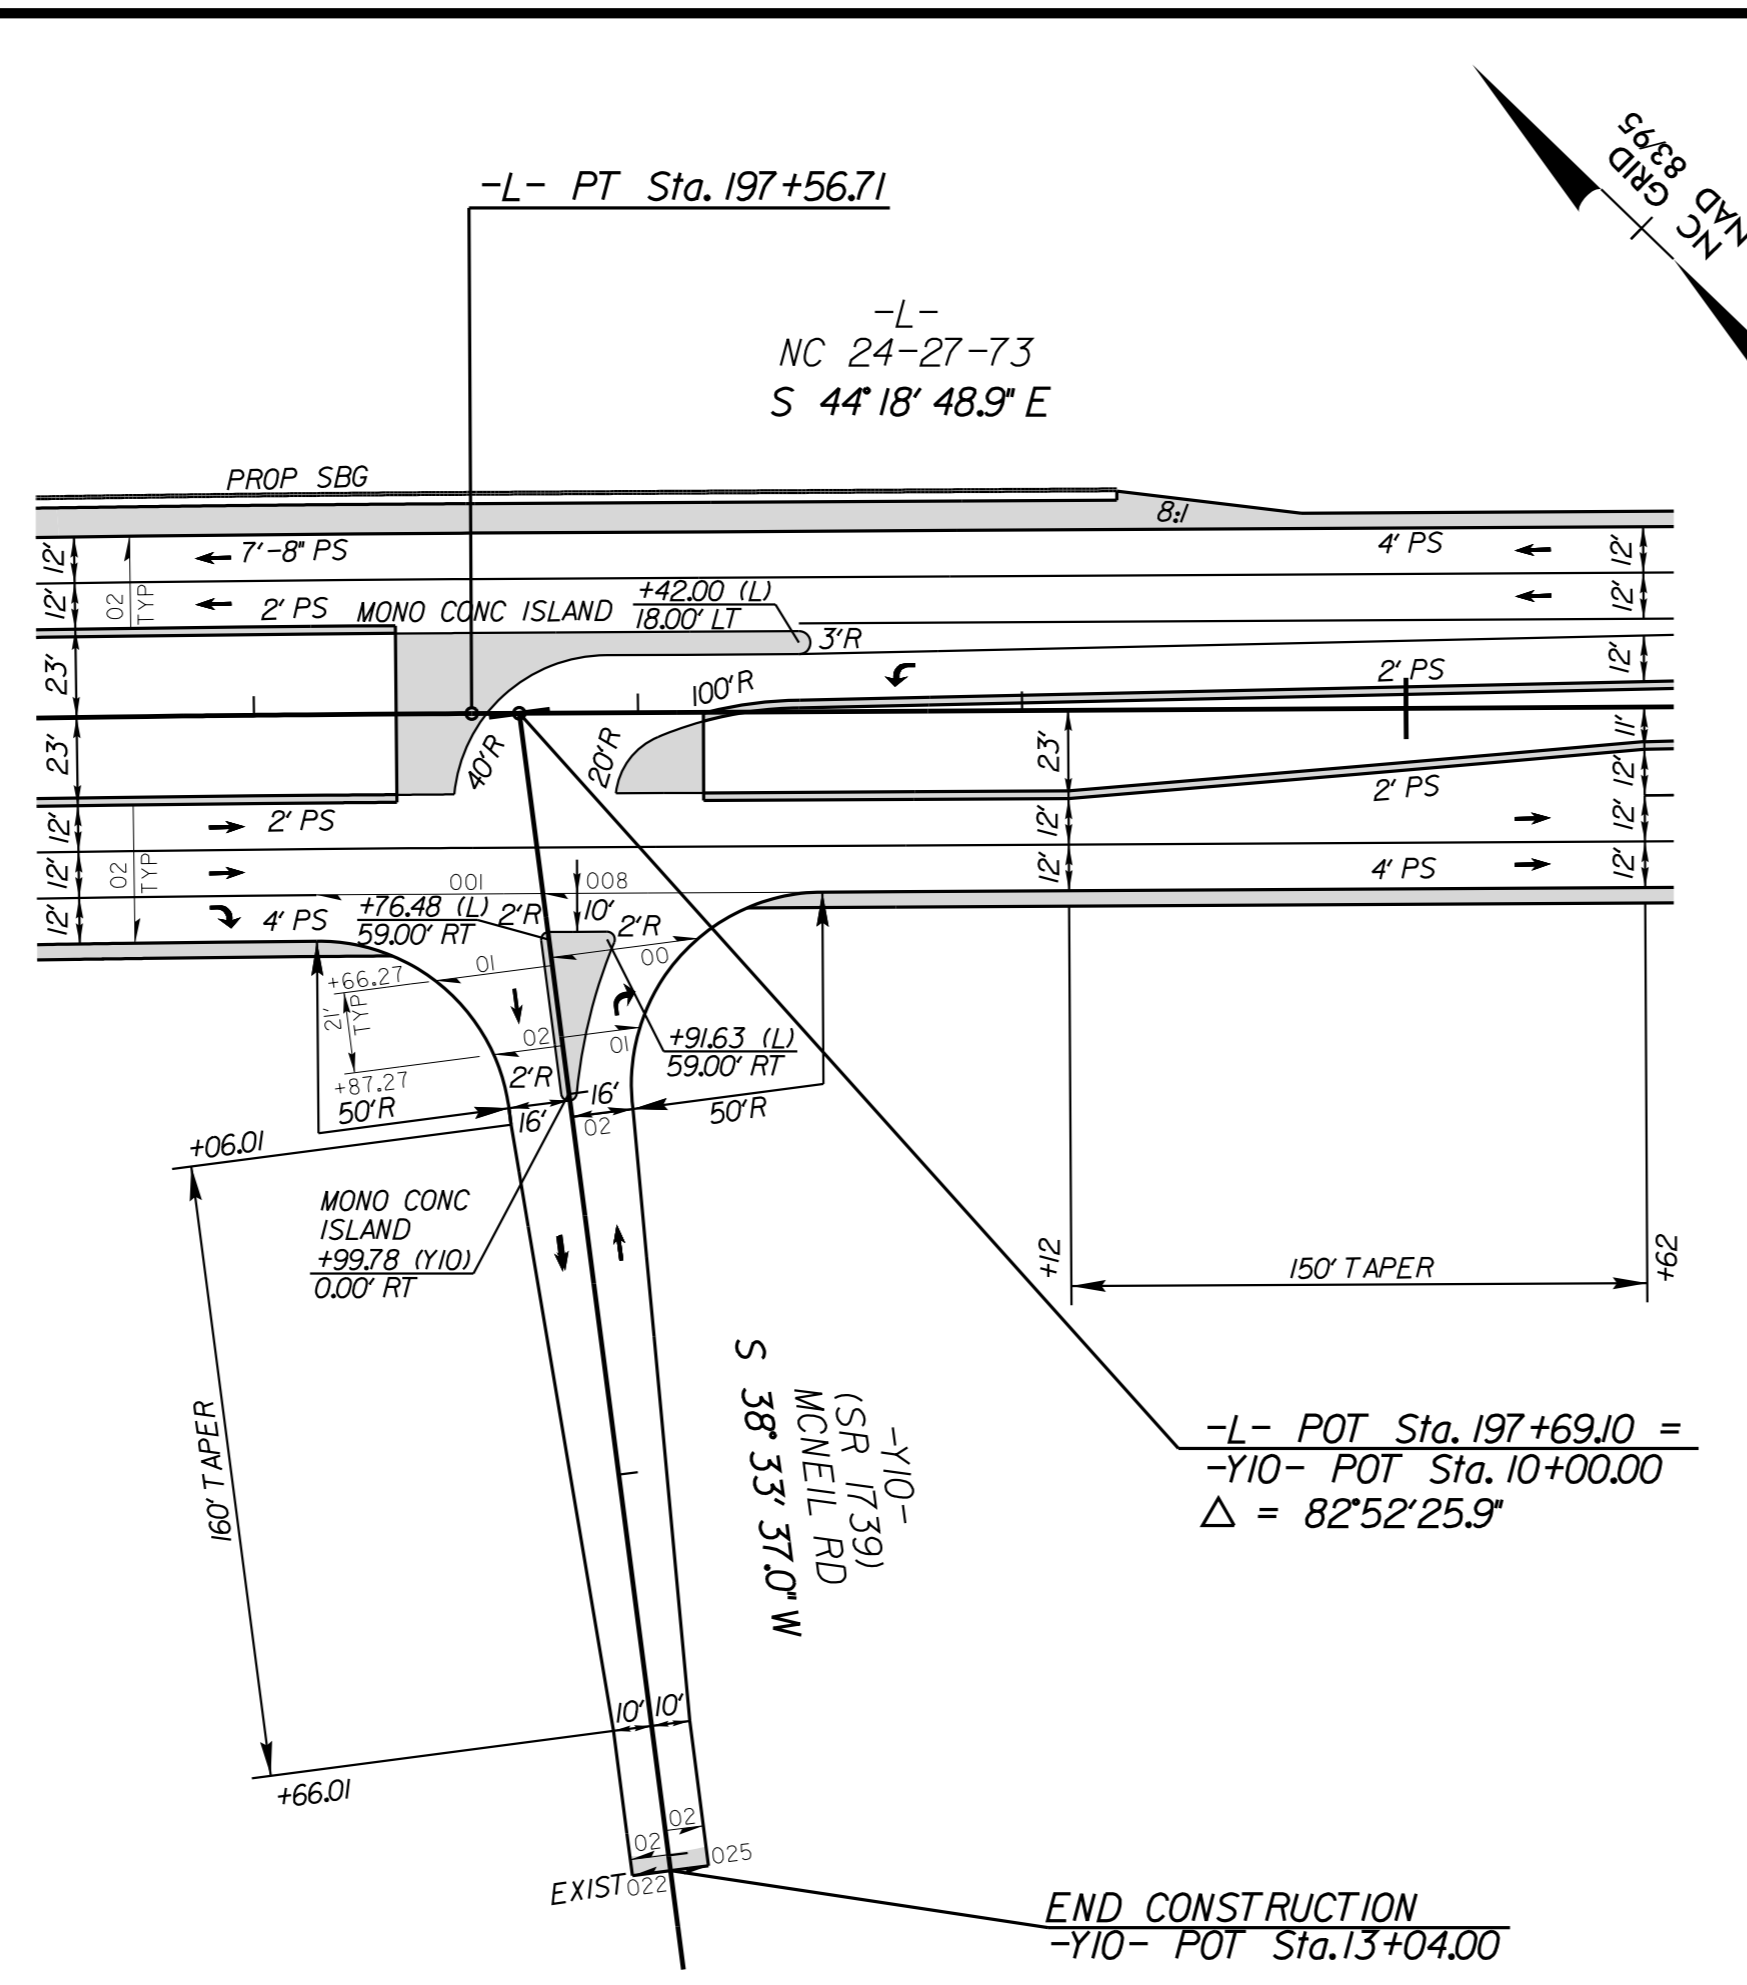 -L- PT Sta. 197+56.71
NC GRID
NAD 83/95
-L-
NC 24-27-73
S 44° 18' 48.9" E
PROP SBG
8:1
12'
7'-8" PS
4' PS
12'
12'
02
TYP
2' PS
MONO CONC ISLAND
+42.00 (L)
18.00' LT
12'
3'R
23'
100'R
2' PS
12'
23'
40'R
20'R
23'
11'
2' PS
12'
12'
2' PS
12'
12'
12'
02
TYP
001
008
12'
4' PS
12'
12'
4' PS
+76.48 (L)
59.00' RT
2'R
10'
2'R
01
00
+66.27
21'
TYP
02
01
+91.63 (L)
59.00' RT
+87.27
2'R
50'R
16'
16'
02
50'R
+06.01
MONO CONC
ISLAND
+99.78 (Y10)
0.00' RT
+12
150' TAPER
+62
160' TAPER
-Y10-
(SR 1739)
MCNEIL RD
S 38° 33' 37.0" W
-L- POT Sta. 197+69.10 =
-Y10- POT Sta. 10+00.00
△ = 82°52'25.9"
10'
10'
+66.01
02
02
025
EXIST
022
END CONSTRUCTION
-Y10- POT Sta. 13+04.00